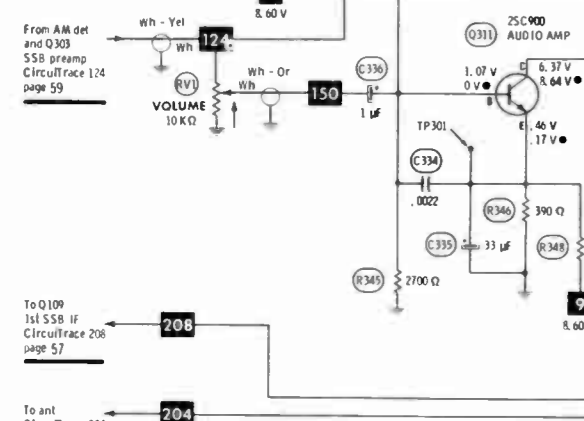 8.60 V
Wh - Yel
From AM det
and Q303
SSB preamp
CircuiTrace 124
page 59
Wh
124
RV1
VOLUME
10 KΩ
Wh - Or
Wh
150
C336
1 µF
Q311
2SC900
AUDIO AMP
1.07 V
0 V
B
C
6.37 V
8.64 V
E
.46 V
.17 V
TP301
C334
.0022
R346
390 Ω
C335
33 µF
R348
R345
2700 Ω
9
8.60
To Q109
1st SSB IF
CircuiTrace 208
page 57
208
To ant
204